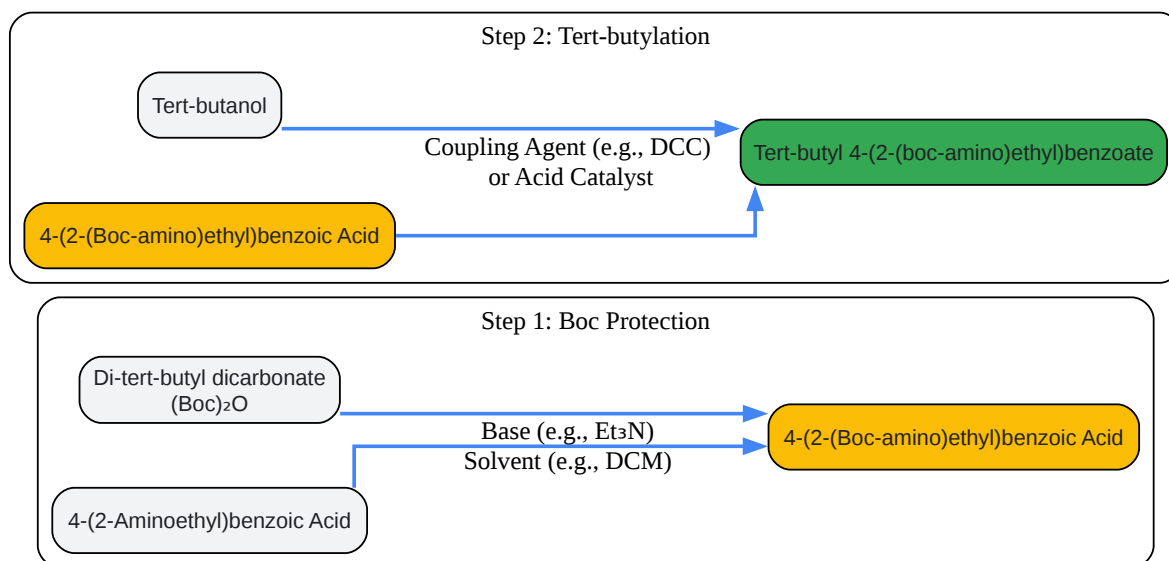 Step 2: Tert-butylation
Tert-butanol
Coupling Agent (e.g., DCC)
or Acid Catalyst
Tert-butyl 4-(2-(boc-amino)ethyl)benzoate
4-(2-(Boc-amino)ethyl)benzoic Acid
Step 1: Boc Protection
Di-tert-butyl dicarbonate
(Boc)₂O
Base (e.g., Et₃N)
Solvent (e.g., DCM)
4-(2-(Boc-amino)ethyl)benzoic Acid
4-(2-Aminoethyl)benzoic Acid